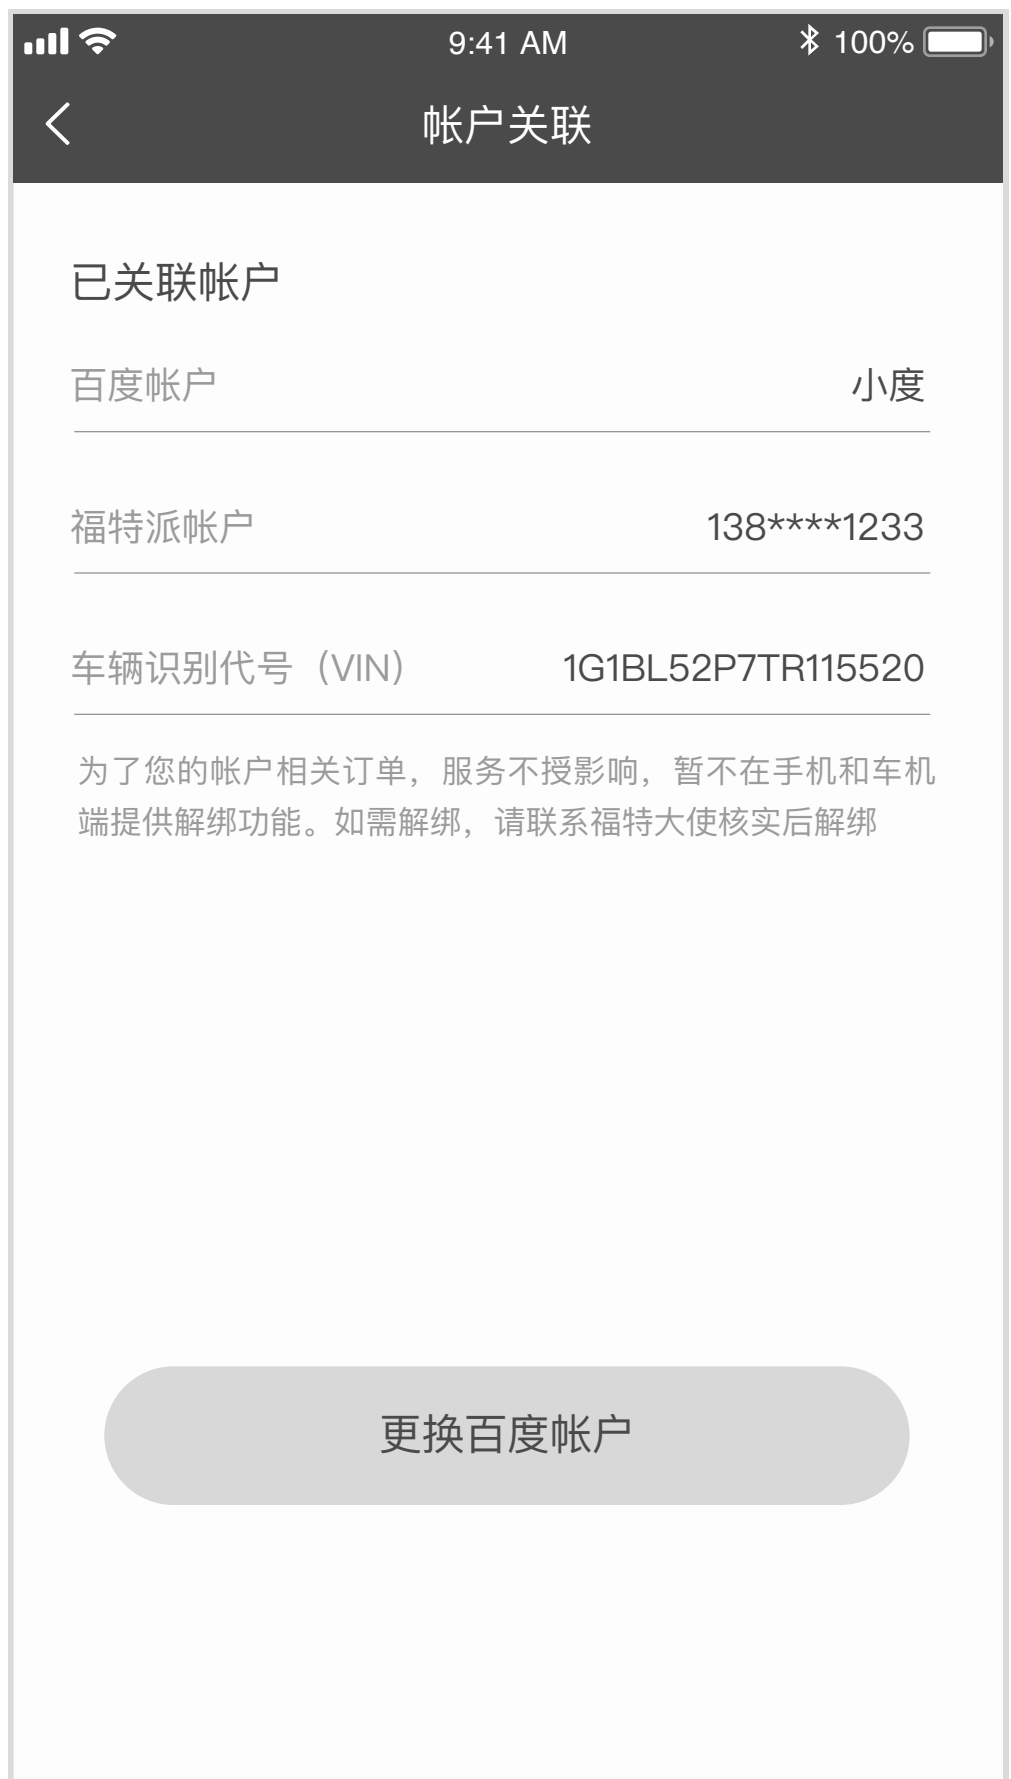 9:41 AM 100%
帐户关联
已关联帐户
百度帐户 小度
福特派帐户 138****1233
车辆识别代号（VIN） 1G1BL52P7TR115520
为了您的帐户相关订单，服务不授影响，暂不在手机和车机
端提供解绑功能。如需解绑，请联系福特大使核实后解绑
更换百度帐户